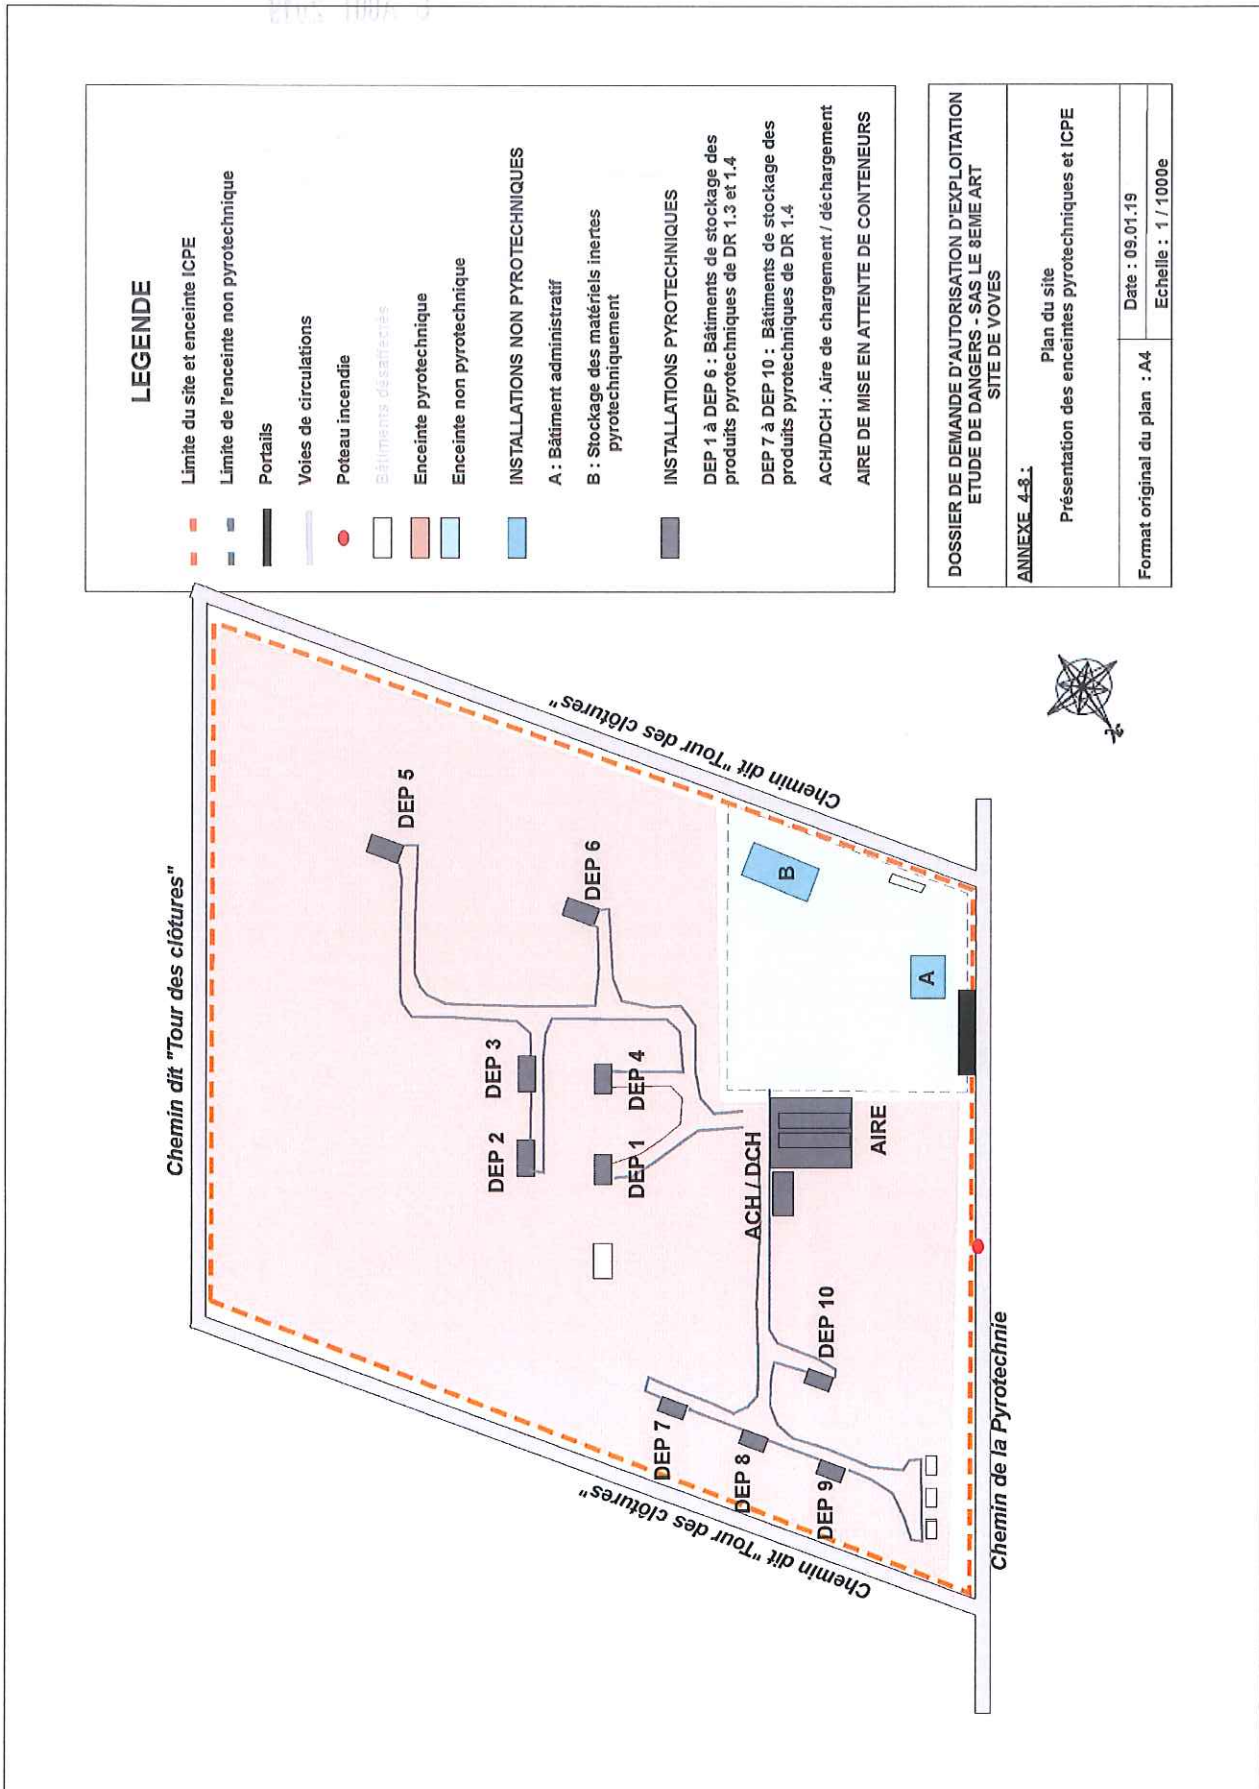 LEGENDE
Limite du site et enceinte ICPE
Limite de l'enceinte non pyrotechnique
Portails
Voies de circulations
Poteau incendie
Bâtiments désaffectés
Enceinte pyrotechnique
Enceinte non pyrotechnique
INSTALLATIONS NON PYROTECHNIQUES
A : Bâtiment administratif
B : Stockage des matériels inertes
pyrotechniquement
INSTALLATIONS PYROTECHNIQUES
DEP 1 à DEP 6 : Bâtiments de stockage des
produits pyrotechniques de DR 1.3 et 1.4
DEP 7 à DEP 10 : Bâtiments de stockage des
produits pyrotechniques de DR 1.4
ACH/DCH : Aire de chargement / déchargement
AIRE DE MISE EN ATTENTE DE CONTENEURS
DOSSIER DE DEMANDE D'AUTORISATION D'EXPLOITATION
ETUDE DE DANGERS - SAS LE 8EME ART
SITE DE VOVES
ANNEXE 4-8 :
Plan du site
Présentation des enceintes pyrotechniques et ICPE
Format original du plan : A4
Date : 09.01.19
Echelle : 1 / 1000e
Chemin dit "Tour des clôtures"
Chemin dit "Tour des clôtures"
Chemin dit "Tour des clôtures"
Chemin de la Pyrotechnie
DEP 5
DEP 6
DEP 3
DEP 2
DEP 4
DEP 1
ACH / DCH
AIRE
DEP 10
DEP 7
DEP 8
DEP 9
A
B